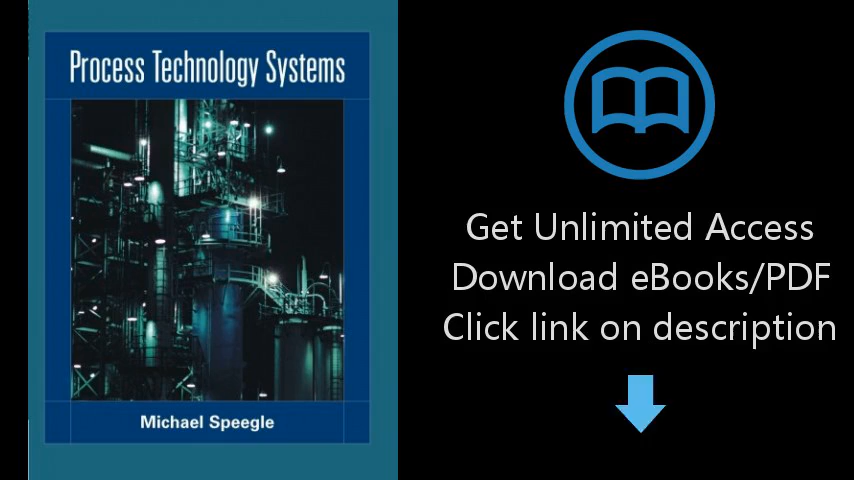 Process Technology Systems
Michael Speegle
Get Unlimited Access
Download eBooks/PDF
Click link on description